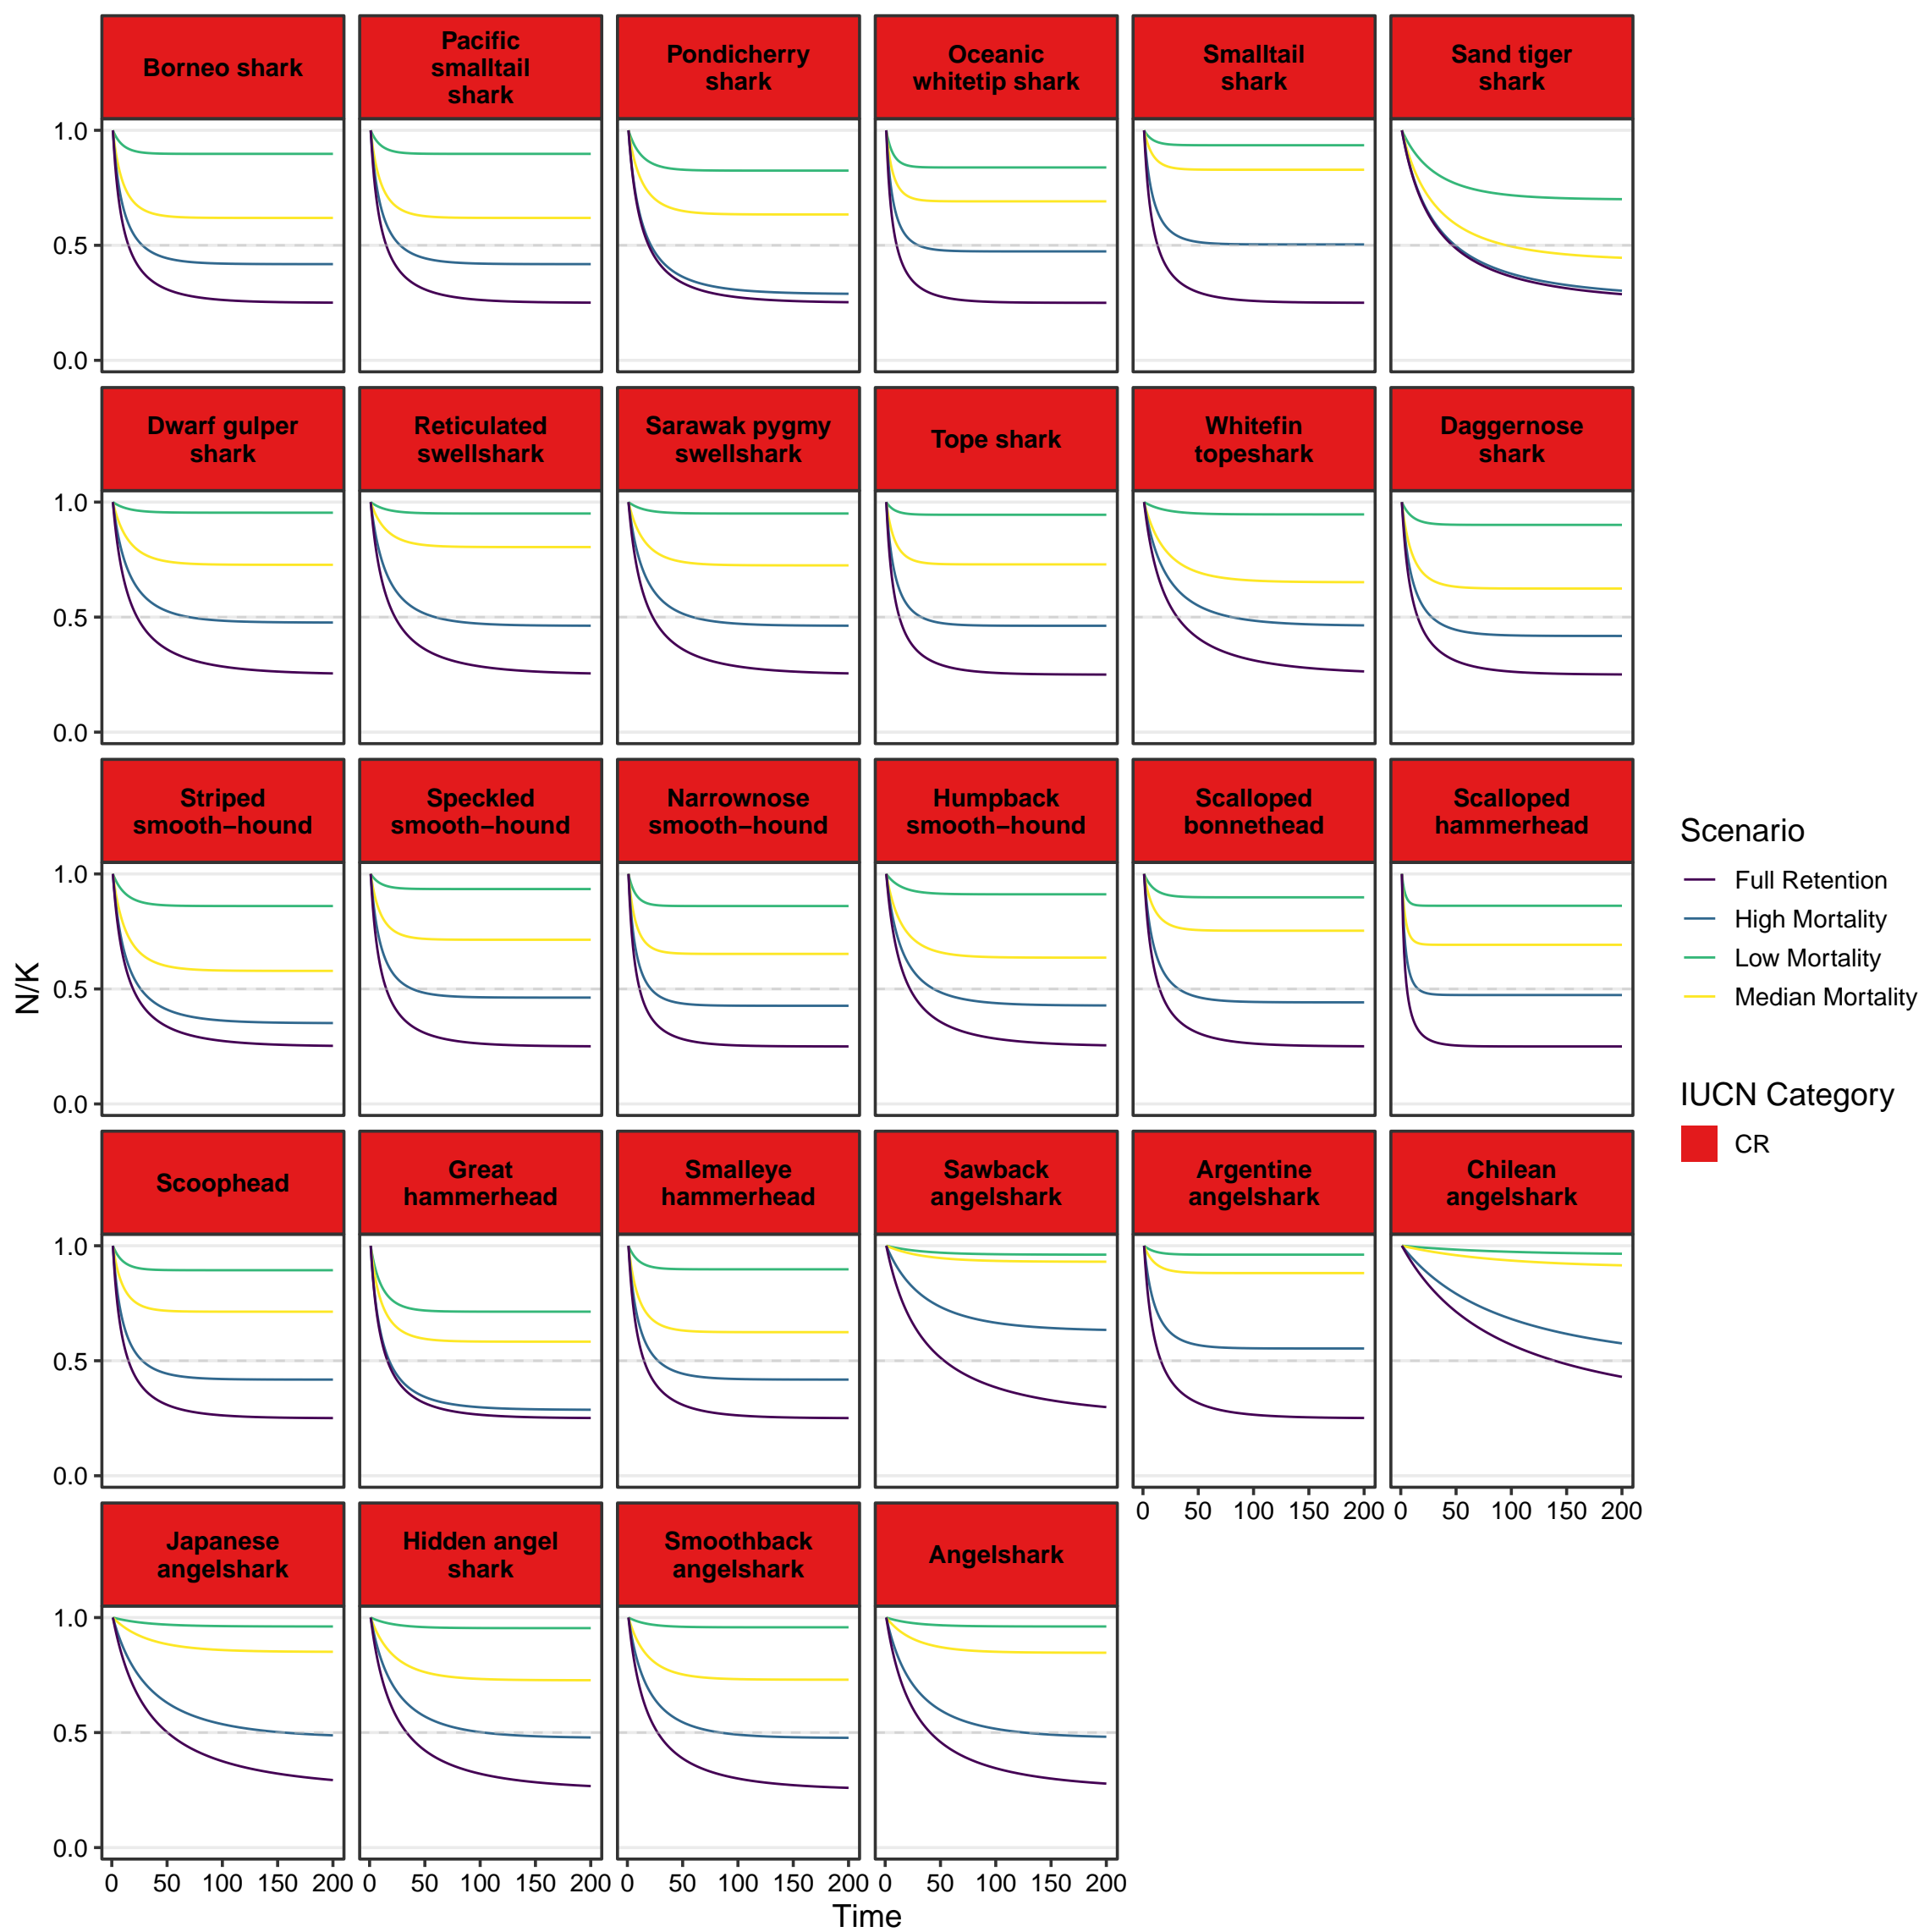 Borneo shark
Pacific
smalltail
shark
Pondicherry
shark
Oceanic
whitetip shark
Smalltail
shark
Sand tiger
shark
1.0
0.5
0.0
Dwarf gulper
shark
Reticulated
swellshark
Sarawak pygmy
swellshark
Tope shark
Whitefin
topeshark
Daggernose
shark
1.0
0.5
0.0
Striped
smooth−hound
Speckled
smooth−hound
Narrownose
smooth−hound
Humpback
smooth−hound
Scalloped
bonnethead
Scalloped
hammerhead
1.0
0.5
0.0
Scoophead
Great
hammerhead
Smalleye
hammerhead
Sawback
angelshark
Argentine
angelshark
Chilean
angelshark
1.0
0.5
0.0
0 50 100 150 200
0 50 100 150 200
Japanese
angelshark
Hidden angel
shark
Smoothback
angelshark
Angelshark
1.0
0.5
0.0
0 50 100 150 200
0 50 100 150 200
0 50 100 150 200
0 50 100 150 200
Time
N/K
Scenario
Full Retention
High Mortality
Low Mortality
Median Mortality
IUCN Category
CR